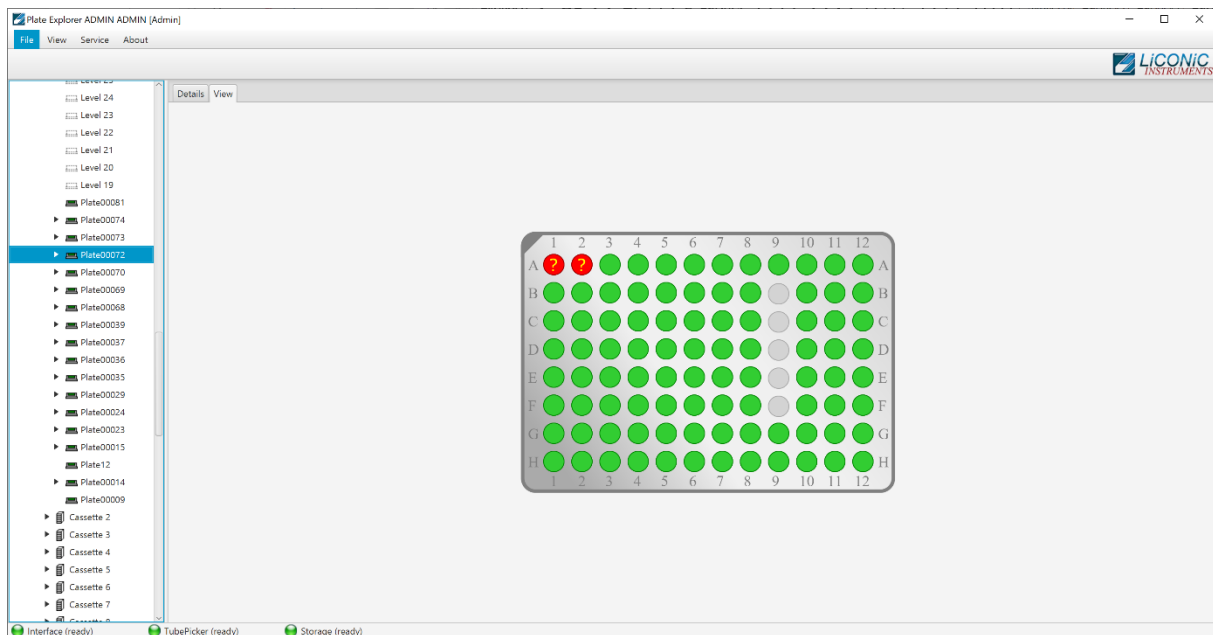 Plate Explorer ADMIN ADMIN [Admin]
File View Service About
LiCONiC
INSTRUMENTS
Level 24
Level 23
Level 22
Level 21
Level 20
Level 19
Plate00081
Plate00074
Plate00073
Plate00072
Plate00070
Plate00069
Plate00068
Plate00039
Plate00037
Plate00036
Plate00035
Plate00029
Plate00024
Plate00023
Plate00015
Plate12
Plate00014
Plate00009
Cassette 2
Cassette 3
Cassette 4
Cassette 5
Cassette 6
Cassette 7
Details View
1 2 3 4 5 6 7 8 9 10 11 12
A ? ? A
B B
C C
D D
E E
F F
G G
H H
1 2 3 4 5 6 7 8 9 10 11 12
Interface (ready) TubePicker (ready) Storage (ready)